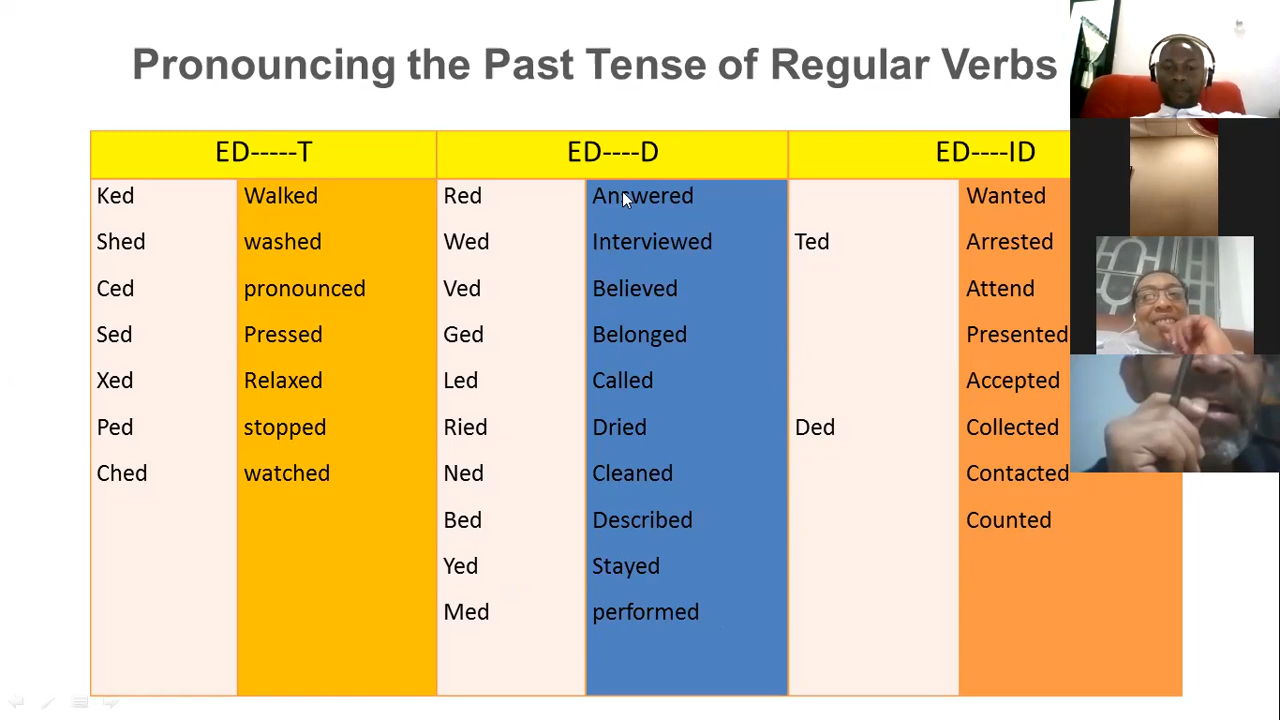 Pronouncing the Past Tense of Regular Verbs
ED-----T ED----D ED----ID
Ked Walked Red Answered Wanted
Shed washed Wed Interviewed Ted Arrested
Ced pronounced Ved Believed Attend
Sed Pressed Ged Belonged Presented
Xed Relaxed Led Called Accepted
Ped stopped Ried Dried Ded Collected
Ched watched Ned Cleaned Contacted
Bed Described Counted
Yed Stayed
Med performed